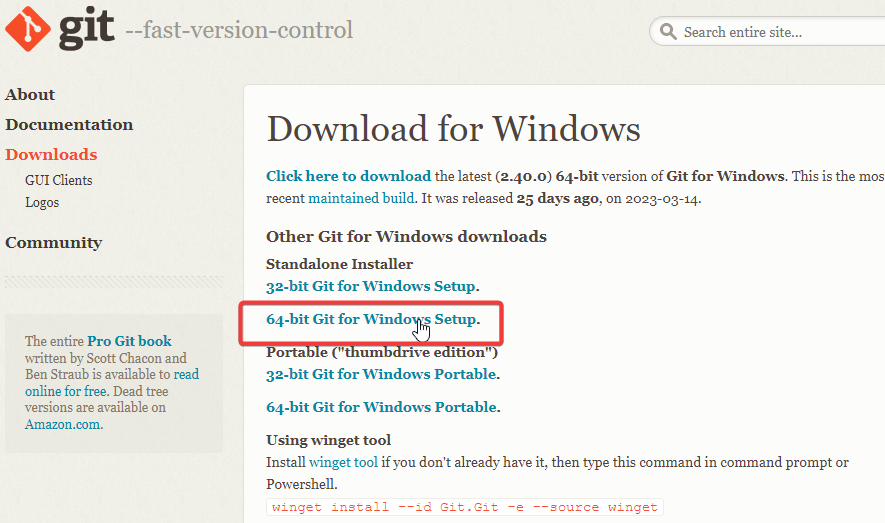 git --fast-version-control
Search entire site...
About
Documentation
Downloads
GUI Clients
Logos
Community
The entire Pro Git book
written by Scott Chacon and
Ben Straub is available to read
online for free. Dead tree
versions are available on
Amazon.com.
Download for Windows
Click here to download the latest (2.40.0) 64-bit version of Git for Windows. This is the most
recent maintained build. It was released 25 days ago, on 2023-03-14.
Other Git for Windows downloads
Standalone Installer
32-bit Git for Windows Setup.
64-bit Git for Windows Setup.
Portable ("thumbdrive edition")
32-bit Git for Windows Portable.
64-bit Git for Windows Portable.
Using winget tool
Install winget tool if you don't already have it, then type this command in command prompt or
Powershell.
winget install --id Git.Git -e --source winget